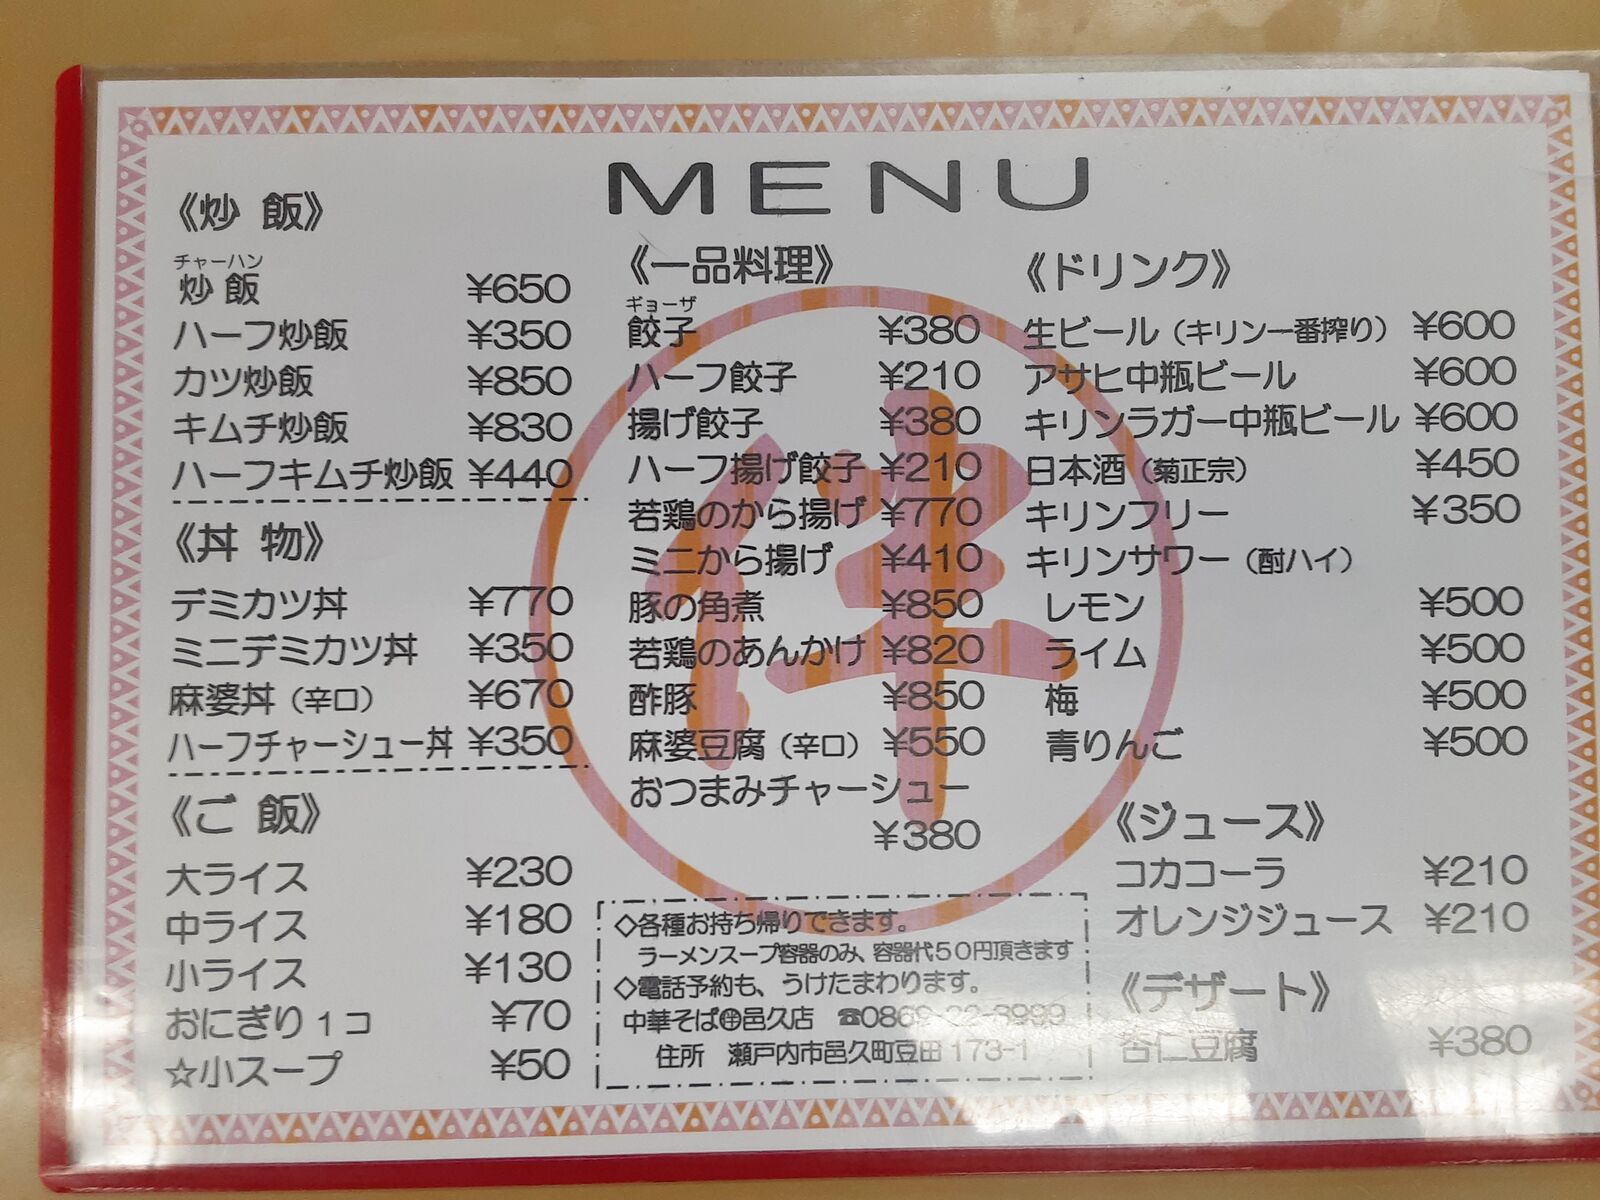 MENU
《炒 飯》
チャーハン
炒 飯 ¥650
ハーフ炒飯 ¥350
カツ炒飯 ¥850
キムチ炒飯 ¥830
ハーフキムチ炒飯 ¥440
《丼 物》
デミカツ丼 ¥770
ミニデミカツ丼 ¥350
麻婆丼（辛口） ¥670
ハーフチャーシュー丼 ¥350
《ご 飯》
大ライス ¥230
中ライス ¥180
小ライス ¥130
おにぎり1コ ¥70
☆小スープ ¥50
《一品料理》
ギョーザ
餃子 ¥380
ハーフ餃子 ¥210
揚げ餃子 ¥380
ハーフ揚げ餃子 ¥210
若鶏のから揚げ ¥770
ミニから揚げ ¥410
豚の角煮 ¥850
若鶏のあんかけ ¥820
酢豚 ¥850
麻婆豆腐（辛口） ¥550
おつまみチャーシュー
¥380
◇各種お持ち帰りできます。
ラーメンスープ容器のみ、容器代50円頂きます
◇電話予約も、うけたまわります。
中華そば㊉邑久店 ☎0869-22-3999
住所 瀬戸内市邑久町豆田173-1
《ドリンク》
生ビール（キリン一番搾り） ¥600
アサヒ中瓶ビール ¥600
キリンラガー中瓶ビール ¥600
日本酒（菊正宗） ¥450
キリンフリー ¥350
キリンサワー（酎ハイ）
レモン ¥500
ライム ¥500
梅 ¥500
青りんご ¥500
《ジュース》
コカコーラ ¥210
オレンジジュース ¥210
《デザート》
杏仁豆腐 ¥380